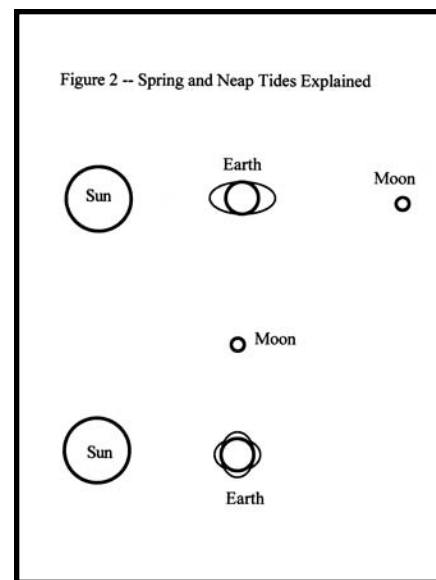 Figure 2 -- Spring and Neap Tides Explained
Earth
Sun
Moon
Moon
Sun
Earth